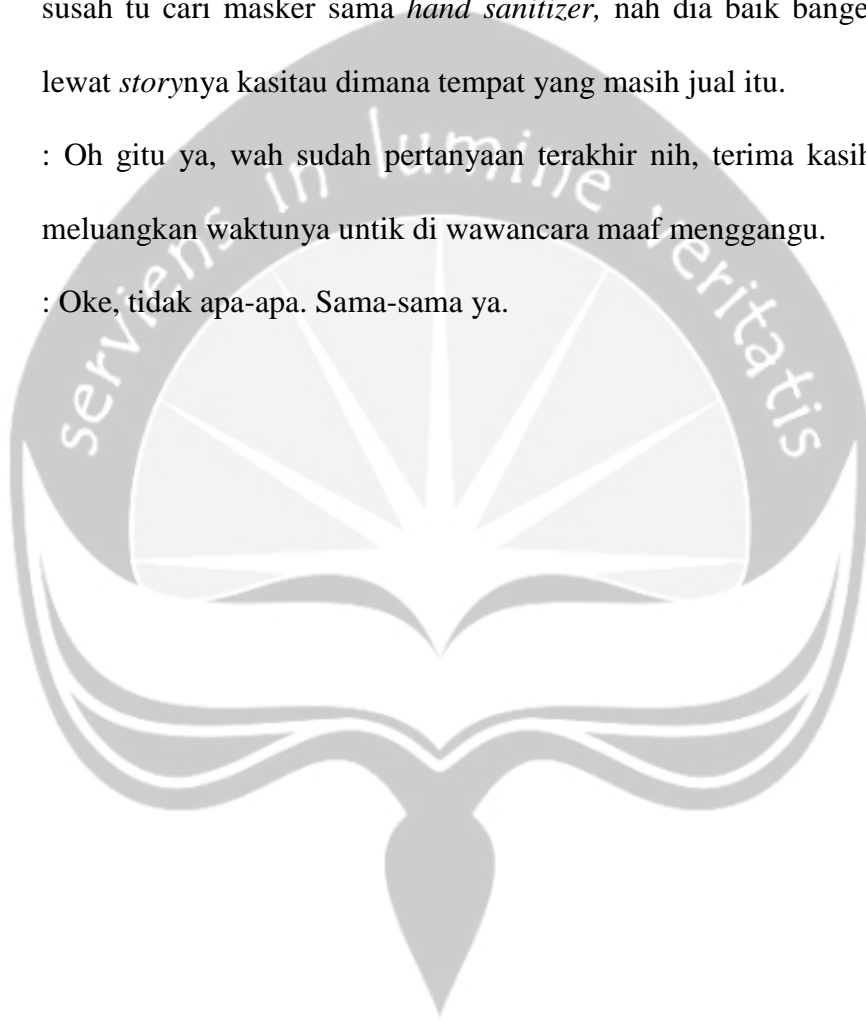 susah tu cari masker sama hand sanitizer, nah dia baik bange
lewat storynya kasitau dimana tempat yang masih jual itu.
: Oh gitu ya, wah sudah pertanyaan terakhir nih, terima kasih
meluangkan waktunya untik di wawancara maaf menggangu.
: Oke, tidak apa-apa. Sama-sama ya.
serviens in lumine veritatis